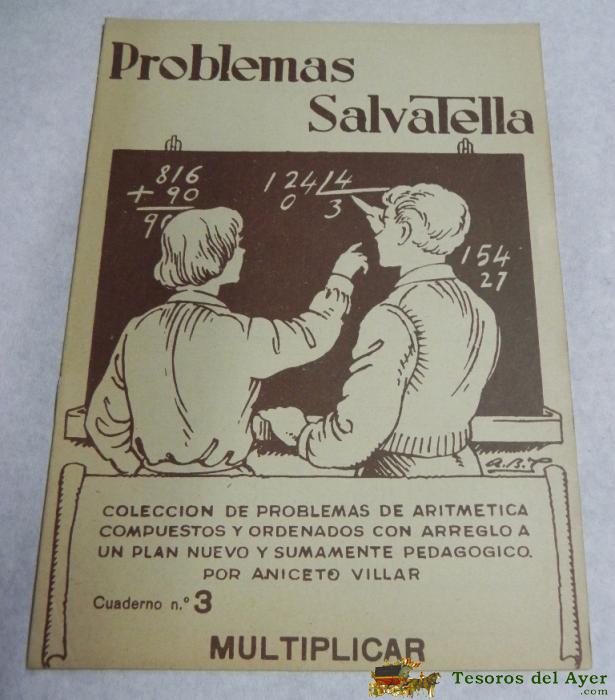 Problemas
Salvatella
816
+ 90
124 4
0 3
154
27
COLECCION DE PROBLEMAS DE ARITMETICA
COMPUESTOS Y ORDENADOS CON ARREGLO A
UN PLAN NUEVO Y SUMAMENTE PEDAGOGICO.
POR ANICETO VILLAR
Cuaderno n.º 3
MULTIPLICAR
Tesoros del Ayer
.com